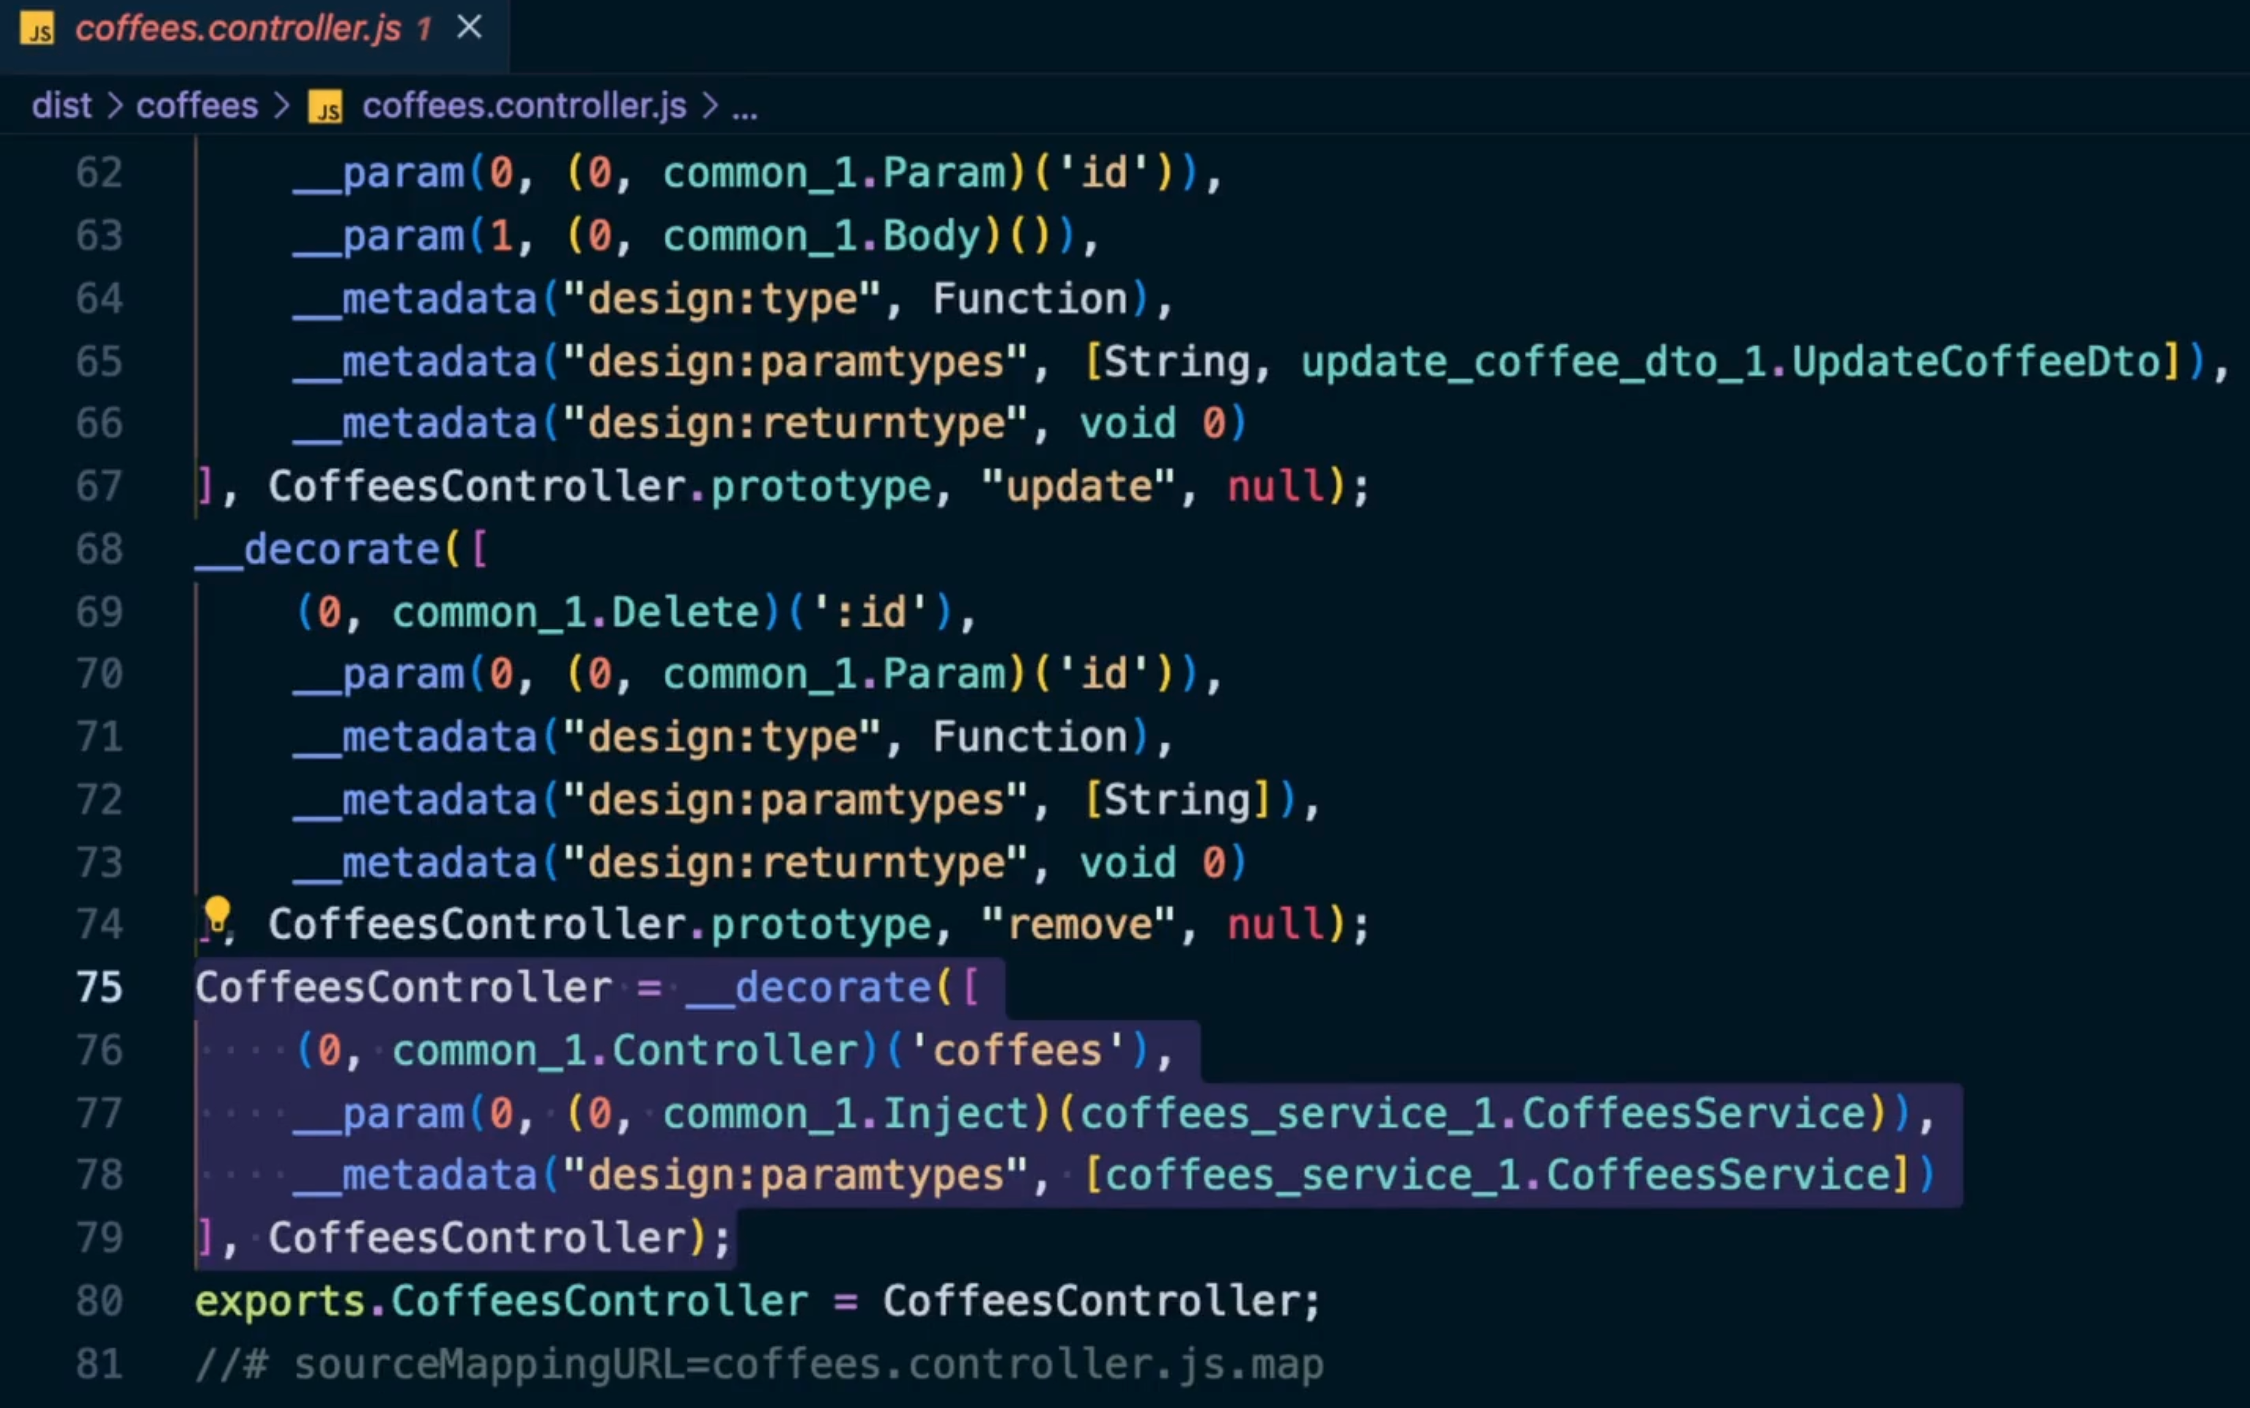 JS coffees.controller.js 1 ×
dist > coffees > JS coffees.controller.js > ...
62 __param(0, (0, common_1.Param)('id')),
63 __param(1, (0, common_1.Body)()),
64 __metadata("design:type", Function),
65 __metadata("design:paramtypes", [String, update_coffee_dto_1.UpdateCoffeeDto]),
66 __metadata("design:returntype", void 0)
67 ], CoffeesController.prototype, "update", null);
68 __decorate([
69 (0, common_1.Delete)(':id'),
70 __param(0, (0, common_1.Param)('id')),
71 __metadata("design:type", Function),
72 __metadata("design:paramtypes", [String]),
73 __metadata("design:returntype", void 0)
74 ], CoffeesController.prototype, "remove", null);
75 CoffeesController = __decorate([
76 (0, common_1.Controller)('coffees'),
77 __param(0, (0, common_1.Inject)(coffees_service_1.CoffeesService)),
78 __metadata("design:paramtypes", [coffees_service_1.CoffeesService])
79 ], CoffeesController);
80 exports.CoffeesController = CoffeesController;
81 //# sourceMappingURL=coffees.controller.js.map